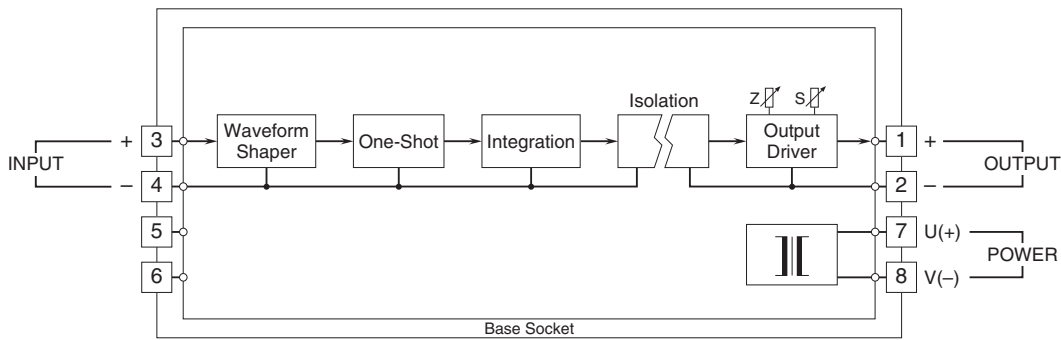 Isolation
Z S
Waveform
Shaper
One-Shot
Integration
Output
Driver
INPUT
+ 3
– 4
5
6
1 +
2 –
OUTPUT
7 U(+)
8 V(–)
POWER
Base Socket